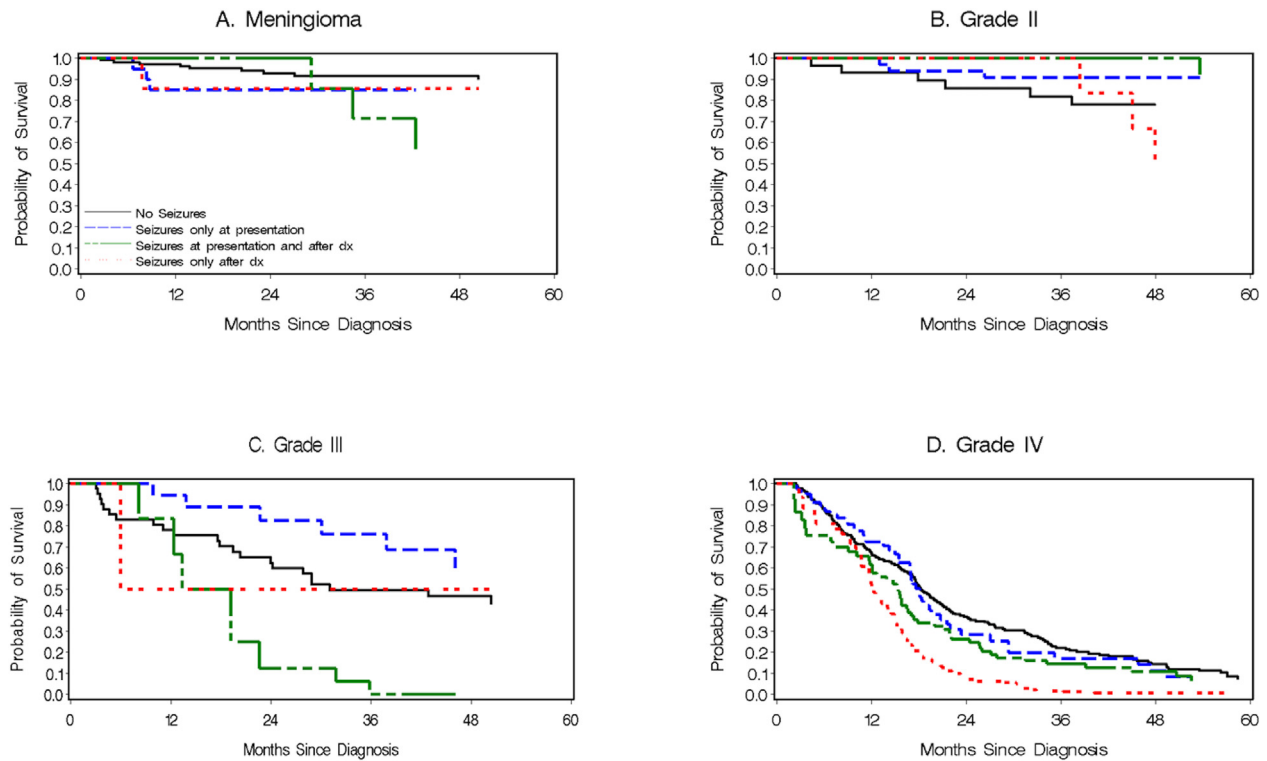 A. Meningioma
Probability of Survival
1.0
0.9
0.8
0.7
0.6
0.5
0.4
0.3
0.2
0.1
0.0
No Seizures
Seizures only at presentation
Seizures at presentation and after dx
Seizures only after dx
0 12 24 36 48 60
Months Since Diagnosis
B. Grade II
Probability of Survival
1.0
0.9
0.8
0.7
0.6
0.5
0.4
0.3
0.2
0.1
0.0
0 12 24 36 48 60
Months Since Diagnosis
C. Grade III
Probability of Survival
1.0
0.9
0.8
0.7
0.6
0.5
0.4
0.3
0.2
0.1
0.0
0 12 24 36 48 60
Months Since Diagnosis
D. Grade IV
Probability of Survival
1.0
0.9
0.8
0.7
0.6
0.5
0.4
0.3
0.2
0.1
0.0
0 12 24 36 48 60
Months Since Diagnosis